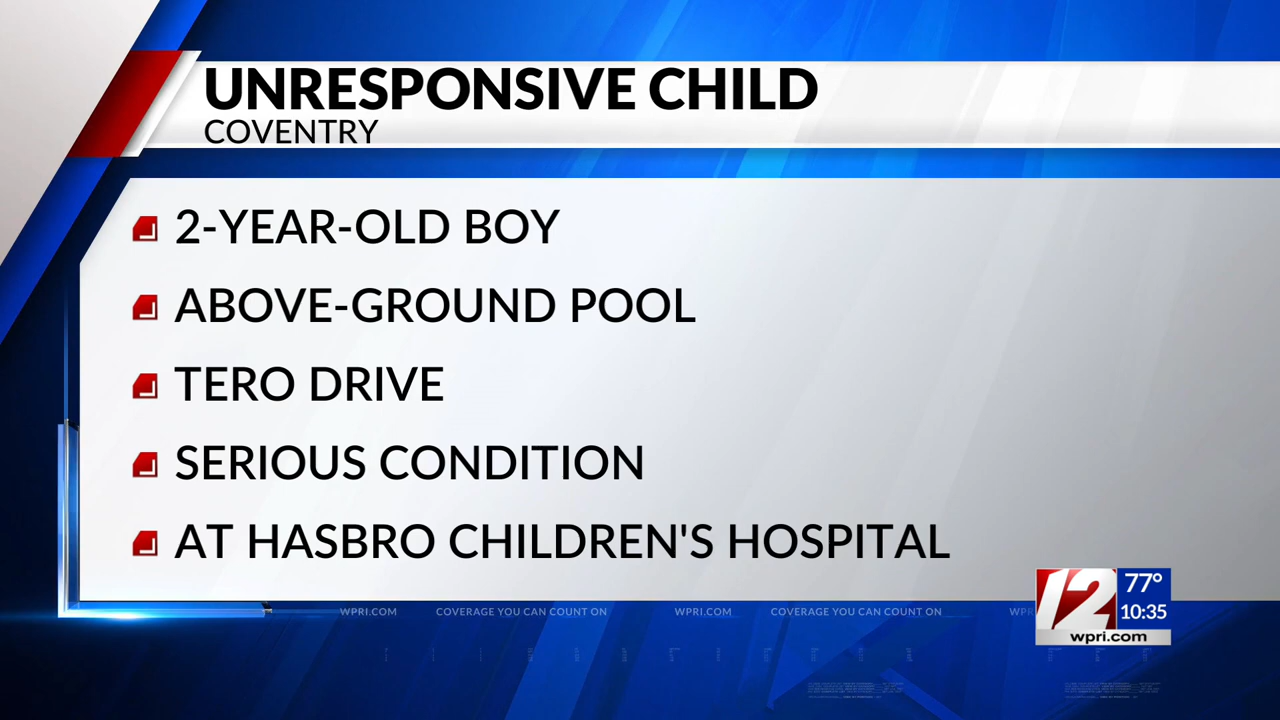 UNRESPONSIVE CHILD
COVENTRY
2-YEAR-OLD BOY
ABOVE-GROUND POOL
TERO DRIVE
SERIOUS CONDITION
AT HASBRO CHILDREN'S HOSPITAL
12 77°
10:35
wpri.com
WPRI.COM COVERAGE YOU CAN COUNT ON WPRI.COM COVERAGE YOU CAN COUNT ON WPR